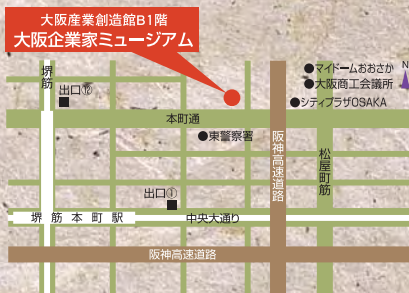 大阪産業創造館B1階
大阪企業家ミュージアム
堺筋
出口⑫
●マイドームおおさか
●大阪商工会議所
●シティプラザOSAKA
N
本町通
●東警察署
阪神高速道路
松屋町筋
出口①
堺筋本町駅
中央大通り
阪神高速道路